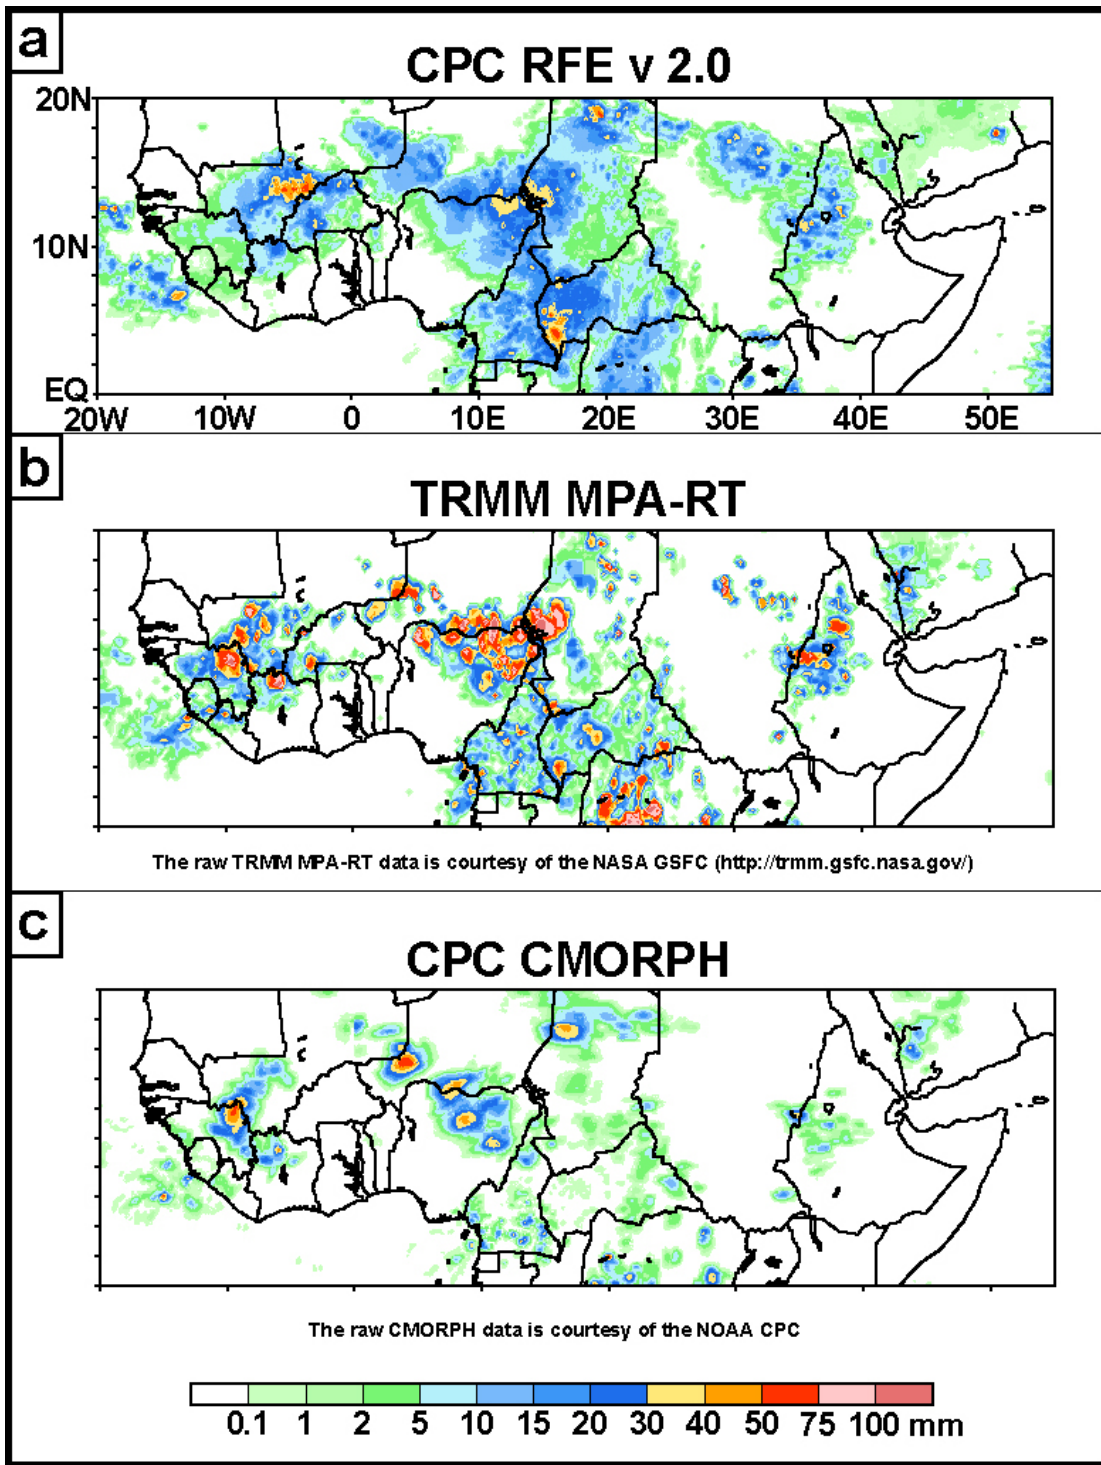 a
CPC RFE v 2.0
20N
10N
EQ
20W 10W 0 10E 20E 30E 40E 50E
b
TRMM MPA-RT
The raw TRMM MPA-RT data is courtesy of the NASA GSFC (http://trmm.gsfc.nasa.gov/)
c
CPC CMORPH
The raw CMORPH data is courtesy of the NOAA CPC
0.1 1 2 5 10 15 20 30 40 50 75 100 mm